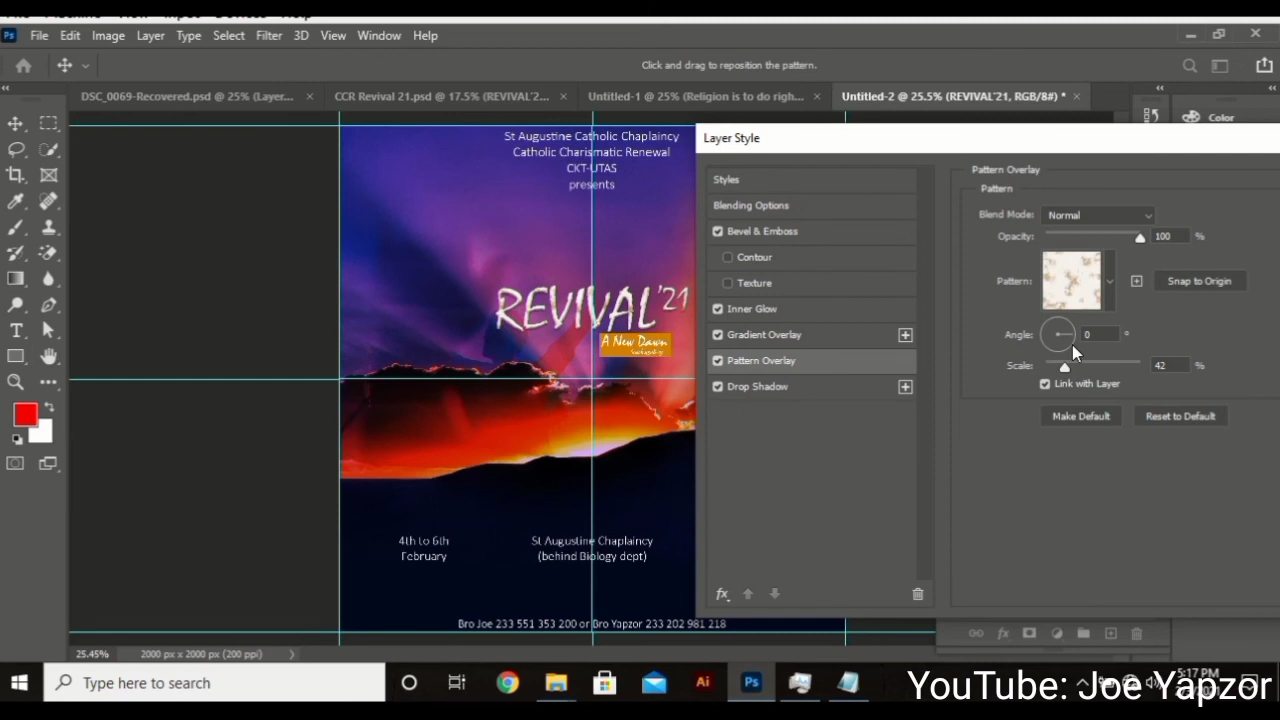 File Edit Image Layer Type Select Filter 3D View Window Help
Click and drag to reposition the pattern.
DSC_0069-Recovered.psd @ 25% (Layer...
CCR Revival 21.psd @ 17.5% (REVIVAL'2...
Untitled-1 @ 25% (Religion is to do righ...
Untitled-2 @ 25.5% (REVIVAL'21, RGB/8#) *
Color
St Augustine Catholic Chaplaincy
Catholic Charismatic Renewal
CKT-UTAS
presents
REVIVAL'21
A New Dawn
4th to 6th
February
St Augustine Chaplaincy
(behind Biology dept)
Bro Joe 233 551 353 200 or Bro Yapzor 233 202 981 218
Layer Style
Styles
Blending Options
Bevel & Emboss
Contour
Texture
Inner Glow
Gradient Overlay
Pattern Overlay
Drop Shadow
fx
Pattern Overlay
Pattern
Blend Mode: Normal
Opacity: 100 %
Pattern:
Snap to Origin
Angle: 0 °
Scale: 42 %
Link with Layer
Make Default
Reset to Default
fx
25.45% 2000 px x 2000 px (200 ppi)
Type here to search
Ai
Ps
5:17 PM
YouTube: Joe Yapzor